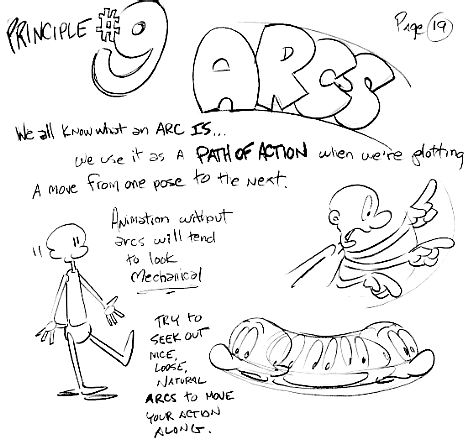 PRINCIPLE #9 ARCS
Page 19
We all know what an ARC IS...
we use it as A PATH OF ACTION when we're plotting
A move from one pose to the next.
Animation without
arcs will tend
to look
Mechanical
TRY TO
SEEK OUT
NICE,
LOOSE,
NATURAL
ARCS TO MOVE
YOUR ACTION
ALONG.